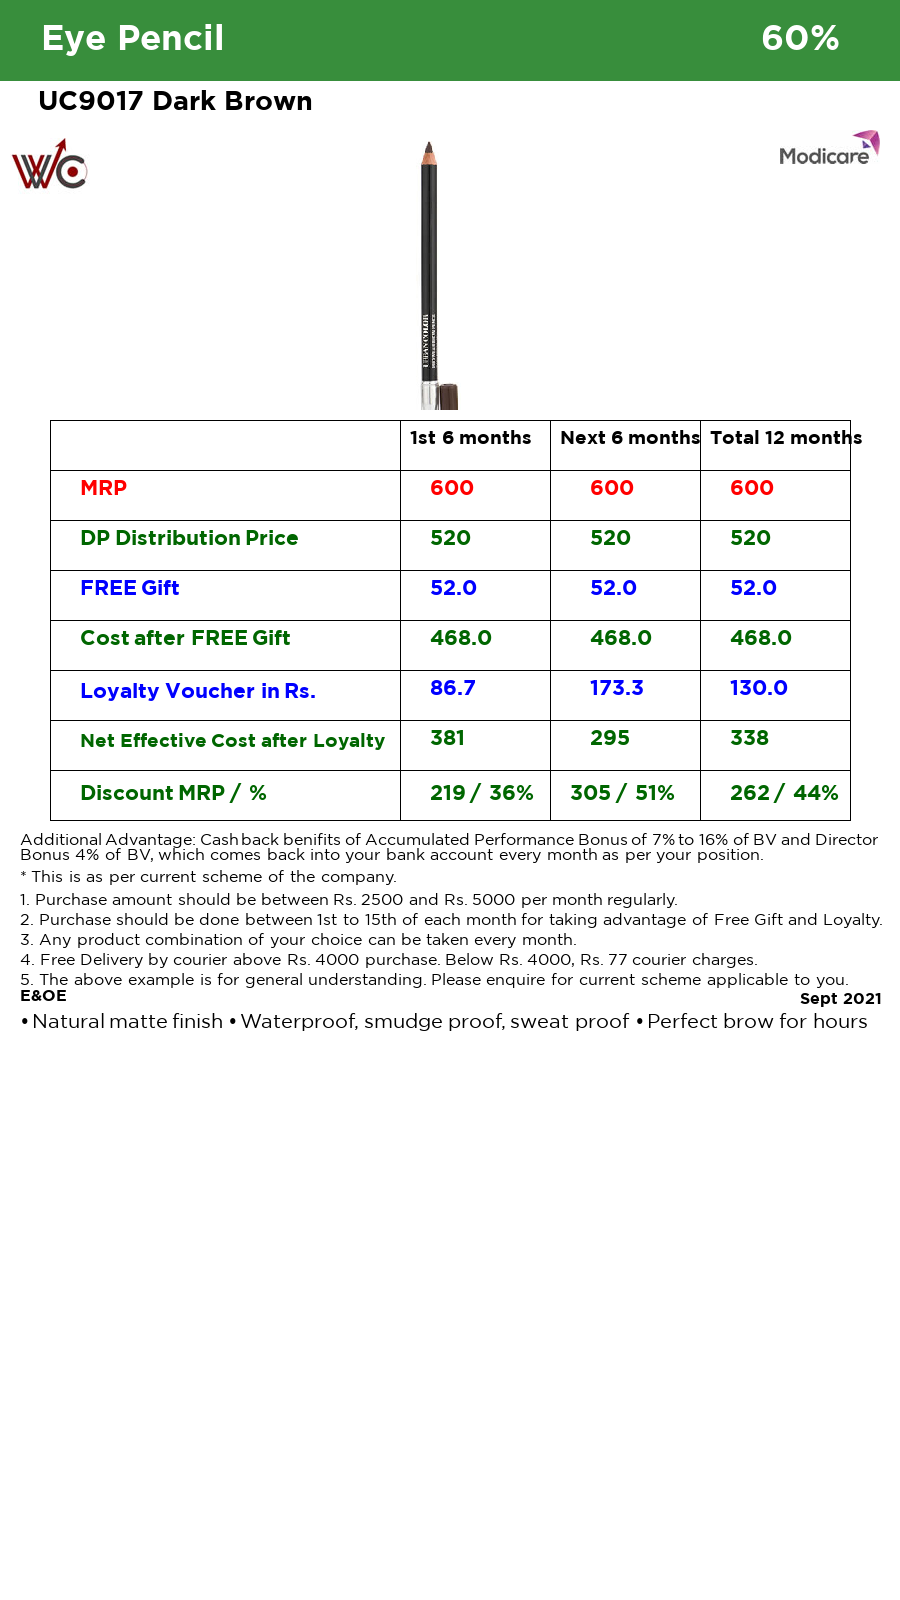 Eye Pencil 60%
UC9017 Dark Brown
WC
Modicare
URBAN COLOR
1st 6 months Next 6 months Total 12 months
MRP 600 600 600
DP Distribution Price 520 520 520
FREE Gift 52.0 52.0 52.0
Cost after FREE Gift 468.0 468.0 468.0
Loyalty Voucher in Rs. 86.7 173.3 130.0
Net Effective Cost after Loyalty 381 295 338
Discount MRP / % 219 / 36% 305 / 51% 262 / 44%
Additional Advantage: Cash back benifits of Accumulated Performance Bonus of 7% to 16% of BV and Director
Bonus 4% of BV, which comes back into your bank account every month as per your position.
* This is as per current scheme of the company.
1. Purchase amount should be between Rs. 2500 and Rs. 5000 per month regularly.
2. Purchase should be done between 1st to 15th of each month for taking advantage of Free Gift and Loyalty.
3. Any product combination of your choice can be taken every month.
4. Free Delivery by courier above Rs. 4000 purchase. Below Rs. 4000, Rs. 77 courier charges.
5. The above example is for general understanding. Please enquire for current scheme applicable to you.
E&OE
Sept 2021
• Natural matte finish • Waterproof, smudge proof, sweat proof • Perfect brow for hours